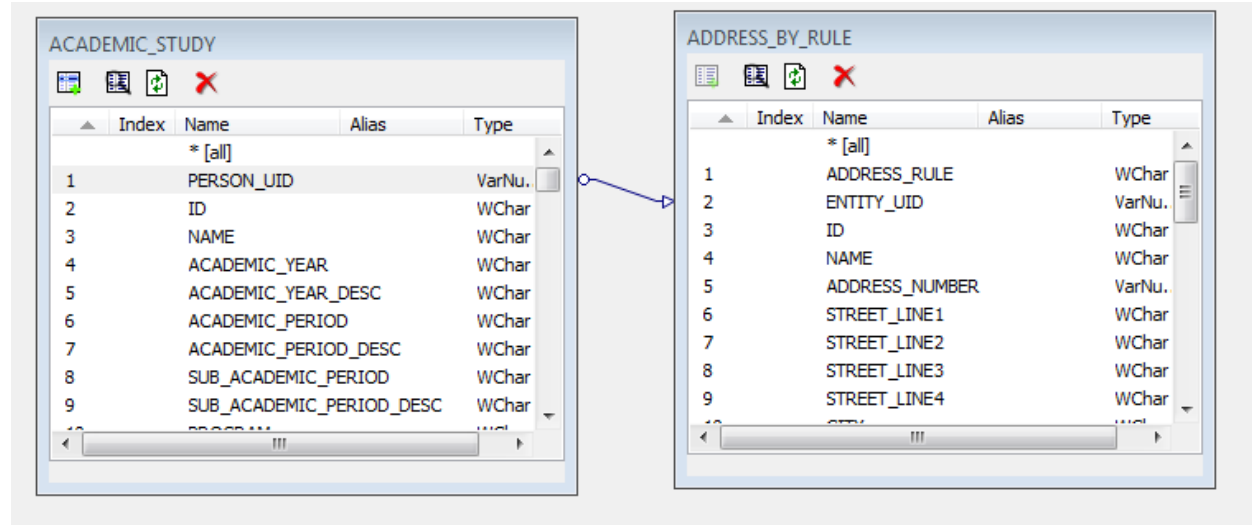 ACADEMIC_STUDY
Index Name Alias Type
* [all]
1 PERSON_UID VarNu..
2 ID WChar
3 NAME WChar
4 ACADEMIC_YEAR WChar
5 ACADEMIC_YEAR_DESC WChar
6 ACADEMIC_PERIOD WChar
7 ACADEMIC_PERIOD_DESC WChar
8 SUB_ACADEMIC_PERIOD WChar
9 SUB_ACADEMIC_PERIOD_DESC WChar
ADDRESS_BY_RULE
Index Name Alias Type
* [all]
1 ADDRESS_RULE WChar
2 ENTITY_UID VarNu..
3 ID WChar
4 NAME WChar
5 ADDRESS_NUMBER VarNu..
6 STREET_LINE1 WChar
7 STREET_LINE2 WChar
8 STREET_LINE3 WChar
9 STREET_LINE4 WChar